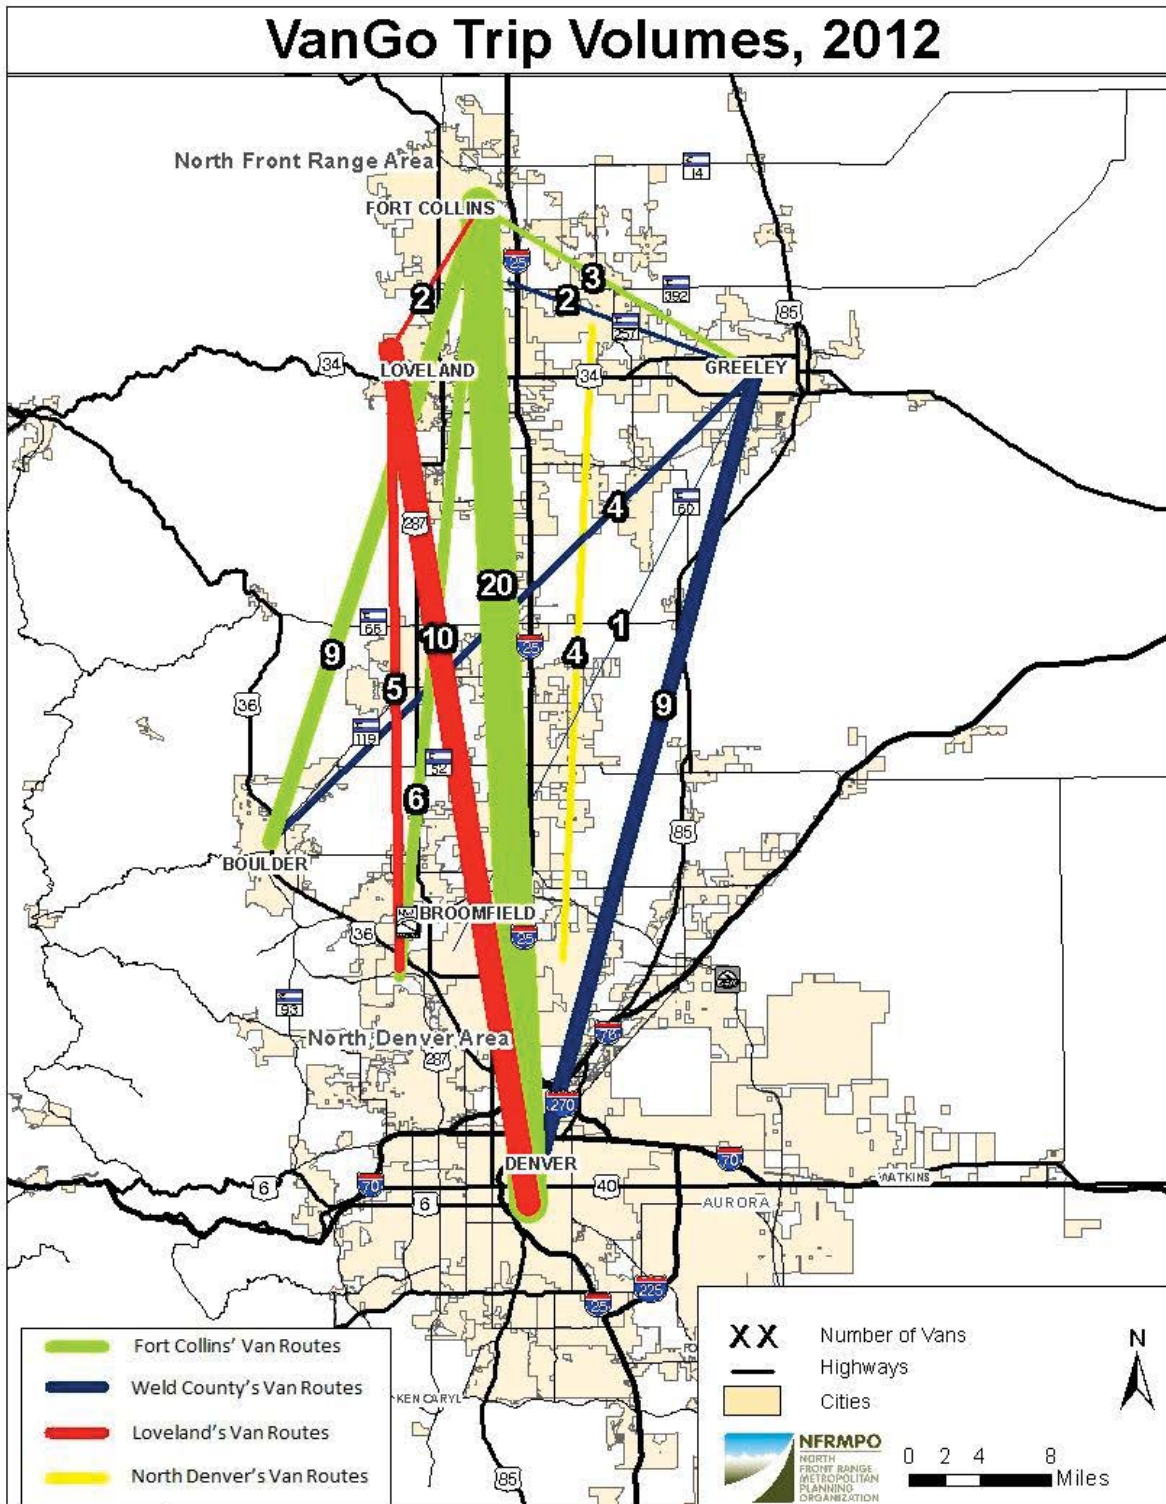 VanGo Trip Volumes, 2012
North Front Range Area
14
FORT COLLINS
25
3
2
2
392
257
85
34
LOVELAND
34
GREELEY
287
4
60
20
66
1
9
10
25
4
5
36
9
119
52
6
85
BOULDER
BROOMFIELD
36
25
93
North Denver Area
287
76
270
DENVER
70
6
70
40
WATKINS
6
AURORA
225
25
Fort Collins' Van Routes
Weld County's Van Routes
Loveland's Van Routes
North Denver's Van Routes
KEN CARYL
85
XX Number of Vans
Highways
Cities
N
NFRMPO
NORTH
FRONT RANGE
METROPOLITAN
PLANNING
ORGANIZATION
0 2 4 8
Miles